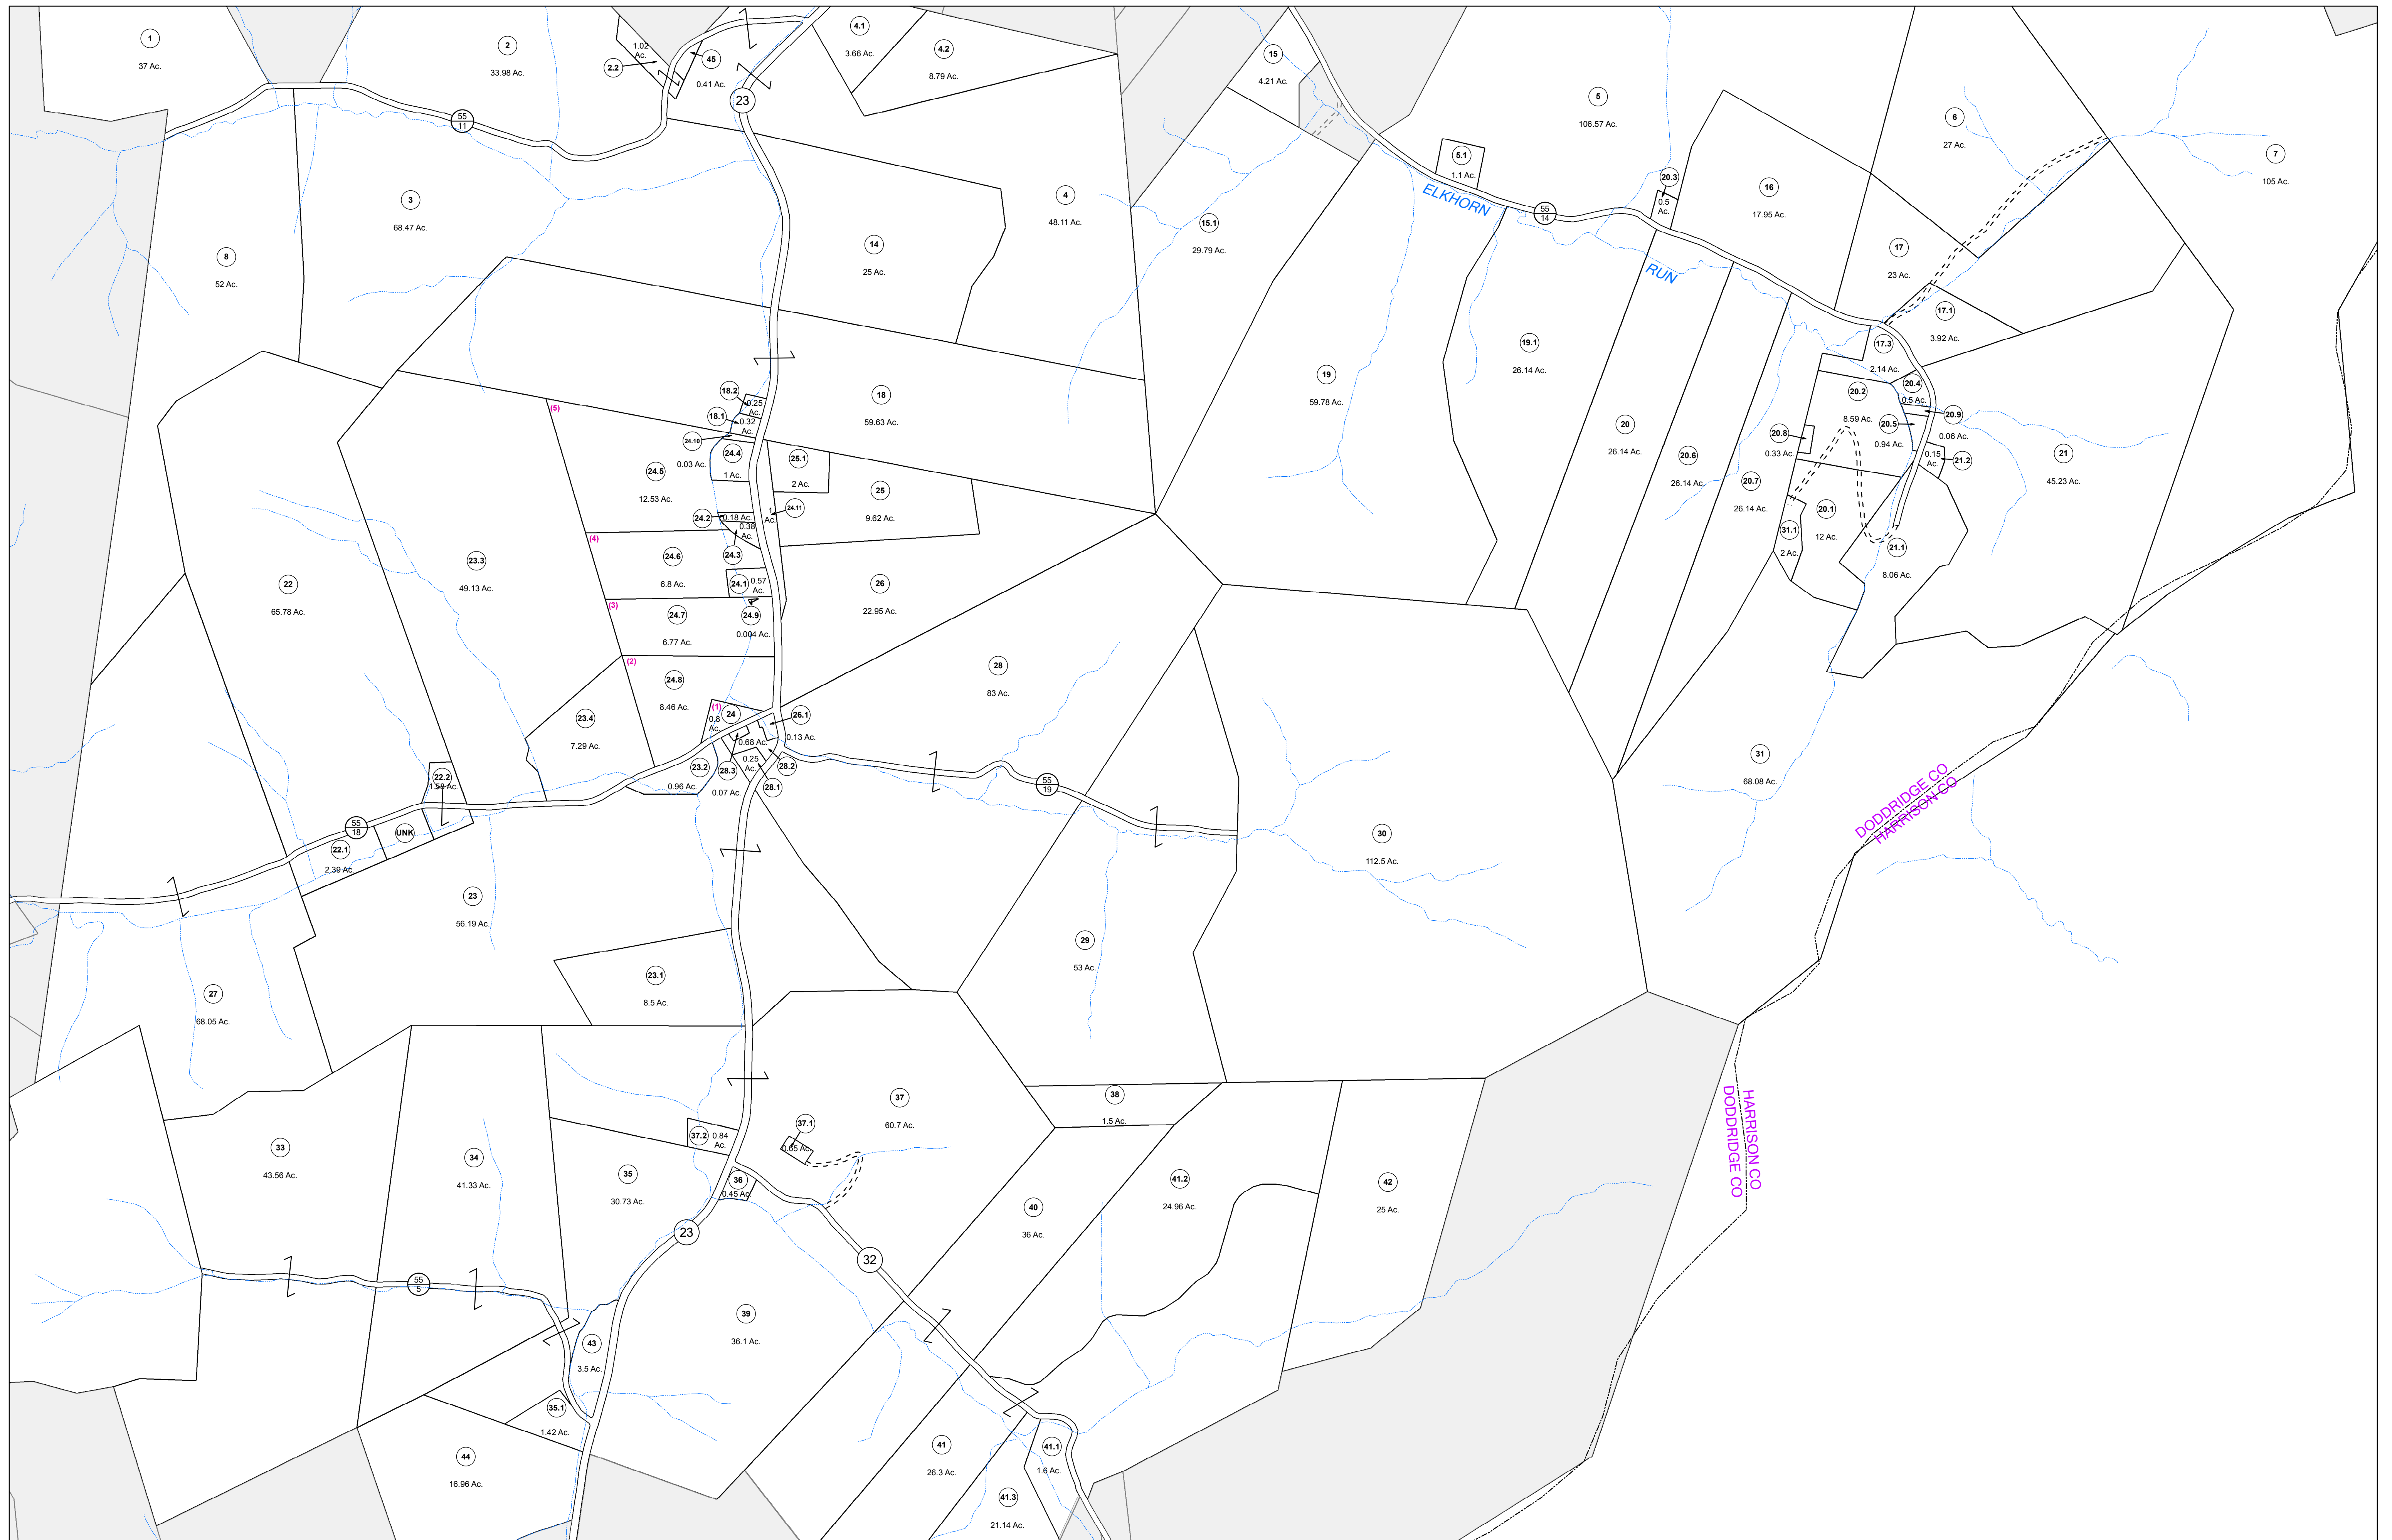 1
37 Ac.
2
33.98 Ac.
1.02
Ac.
2.2
45
0.41 Ac.
23
4.1
3.66 Ac.
4.2
8.79 Ac.
15
4.21 Ac.
5
106.57 Ac.
6
27 Ac.
7
105 Ac.
55
11
5.1
1.1 Ac.
ELKHORN
RUN
55
14
20.3
0.5
Ac.
16
17.95 Ac.
3
68.47 Ac.
8
52 Ac.
4
48.11 Ac.
14
25 Ac.
15.1
29.79 Ac.
17
23 Ac.
17.1
3.92 Ac.
17.3
2.14 Ac.
19
59.78 Ac.
19.1
26.14 Ac.
20
26.14 Ac.
20.6
26.14 Ac.
20.7
26.14 Ac.
20.2
8.59 Ac.
20.4
0.5 Ac.
20.9
0.06 Ac.
20.5
0.94 Ac.
20.8
0.33 Ac.
0.15
Ac.
21.2
21
45.23 Ac.
20.1
12 Ac.
31.1
2 Ac.
21.1
8.06 Ac.
18
59.63 Ac.
18.2
0.25
Ac.
18.1
0.32
Ac.
24.10
0.03 Ac.
24.4
1 Ac.
25.1
2 Ac.
25
9.62 Ac.
(5)
24.5
12.53 Ac.
24.2
0.18 Ac.
0.38
Ac.
24.3
1
Ac.
24.11
(4)
24.6
6.8 Ac.
24.1
0.57
Ac.
26
22.95 Ac.
(3)
24.7
6.77 Ac.
24.9
0.004 Ac.
(2)
24.8
8.46 Ac.
22
65.78 Ac.
23.3
49.13 Ac.
23.4
7.29 Ac.
(1)
24
0.8
Ac.
26.1
0.13 Ac.
0.68 Ac.
28.2
0.25
Ac.
28.3
0.07 Ac.
28.1
23.2
0.96 Ac.
28
83 Ac.
55
19
22.2
1.58 Ac.
55
18
UNK
22.1
2.39 Ac.
23
56.19 Ac.
23.1
8.5 Ac.
27
68.05 Ac.
29
53 Ac.
30
112.5 Ac.
31
68.08 Ac.
DODDRIDGE CO
HARRISON CO
HARRISON CO
DODDRIDGE CO
33
43.56 Ac.
34
41.33 Ac.
35
30.73 Ac.
37.2
0.84
Ac.
37.1
0.65 Ac.
37
60.7 Ac.
36
0.45 Ac.
38
1.5 Ac.
23
32
40
36 Ac.
41.2
24.96 Ac.
42
25 Ac.
55
5
39
36.1 Ac.
43
3.5 Ac.
35.1
1.42 Ac.
44
16.96 Ac.
41
26.3 Ac.
41.1
1.6 Ac.
41.3
21.14 Ac.